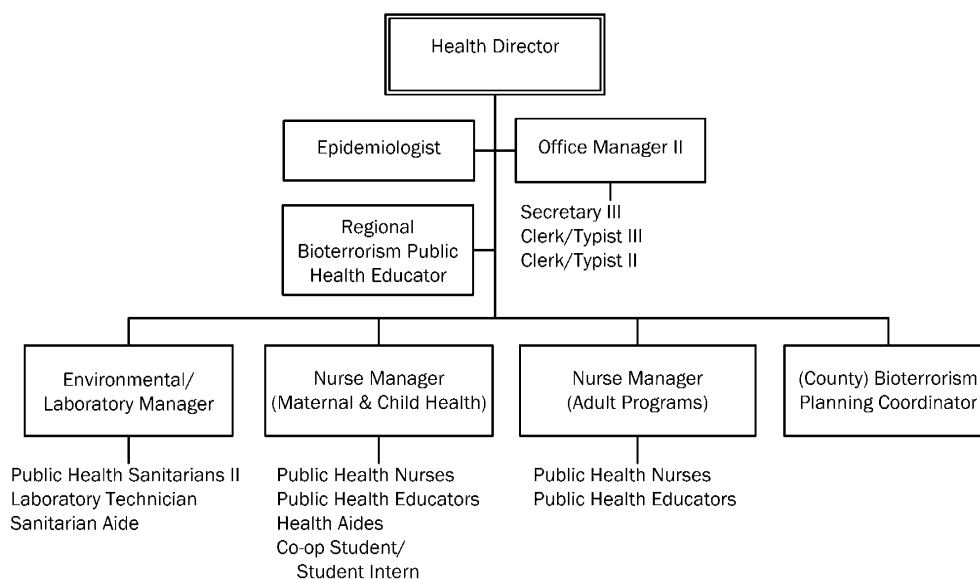 Health Director
Epidemiologist
Office Manager II
Secretary III
Clerk/Typist III
Clerk/Typist II
Regional
Bioterrorism Public
Health Educator
Environmental/
Laboratory Manager
Public Health Sanitarians II
Laboratory Technician
Sanitarian Aide
Nurse Manager
(Maternal & Child Health)
Public Health Nurses
Public Health Educators
Health Aides
Co-op Student/
Student Intern
Nurse Manager
(Adult Programs)
Public Health Nurses
Public Health Educators
(County) Bioterrorism
Planning Coordinator